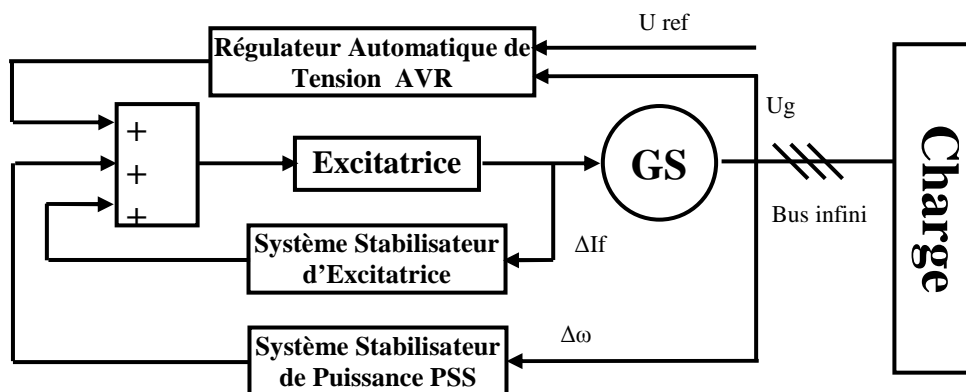 U ref
Régulateur Automatique de
Tension AVR
Ug
+
+
+
Excitatrice
GS
Charge
Bus infini
Système Stabilisateur
d’Excitatrice
ΔIf
Système Stabilisateur
de Puissance PSS
Δω